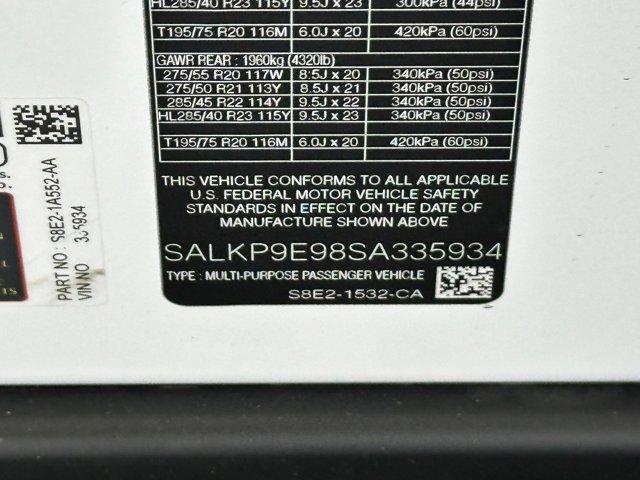 HL285/40 R23 115Y 9.5J x 23 300kPa (44psi)
T195/75 R20 116M 6.0J x 20 420kPa (60psi)
GAWR REAR : 1960kg (4320lb)
275/55 R20 117W 8.5J x 20 340kPa (50psi)
275/50 R21 113Y 8.5J x 21 340kPa (50psi)
285/45 R22 114Y 9.5J x 22 340kPa (50psi)
HL285/40 R23 115Y 9.5J x 23 340kPa (50psi)
T195/75 R20 116M 6.0J x 20 420kPa (60psi)
THIS VEHICLE CONFORMS TO ALL APPLICABLE
U.S. FEDERAL MOTOR VEHICLE SAFETY
STANDARDS IN EFFECT ON THE DATE OF
MANUFACTURE SHOWN ABOVE
SALKP9E98SA335934
TYPE : MULTI-PURPOSE PASSENGER VEHICLE
S8E2-1532-CA
PART NO : S8E2-1A552-AA
VIN NO 335934